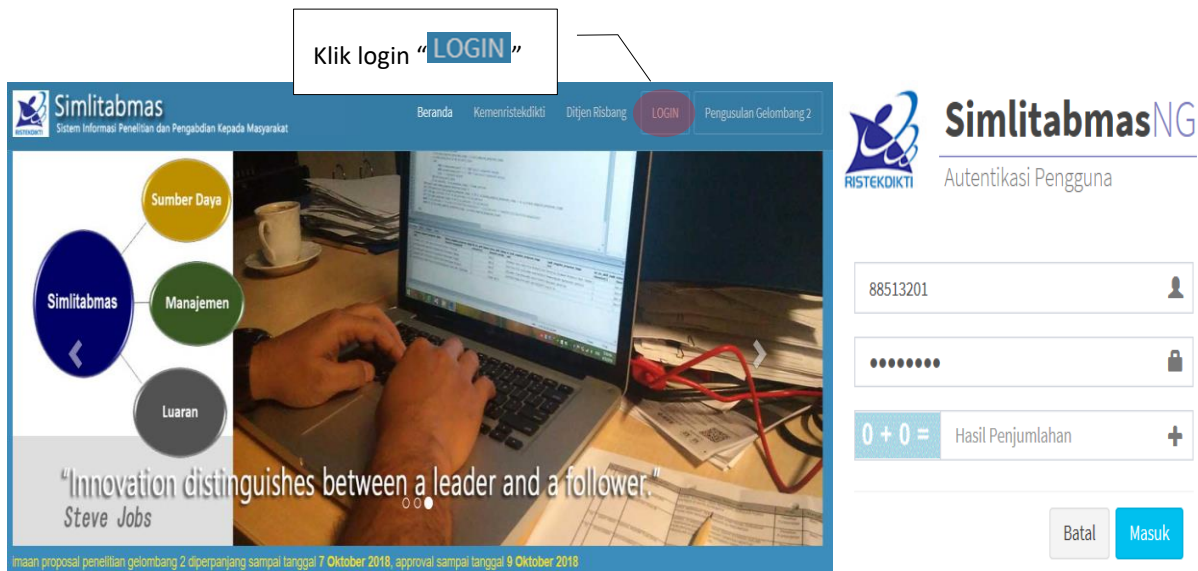 Klik login “LOGIN”
RISTEKDIKTI
Simlitabmas
Sistem Informasi Penelitian dan Pengabdian Kepada Masyarakat
Beranda Kemenristekdikti Ditjen Risbang LOGIN Pengusulan Gelombang 2
Sumber Daya
Simlitabmas
Manajemen
Luaran
"Innovation distinguishes between a leader and a follower."
Steve Jobs
imaan proposal penelitian gelombang 2 diperpanjang sampai tanggal 7 Oktober 2018, approval sampai tanggal 9 Oktober 2018
RISTEKDIKTI
SimlitabmasNG
Autentikasi Pengguna
88513201
••••••••
0 + 0 = Hasil Penjumlahan
Batal Masuk